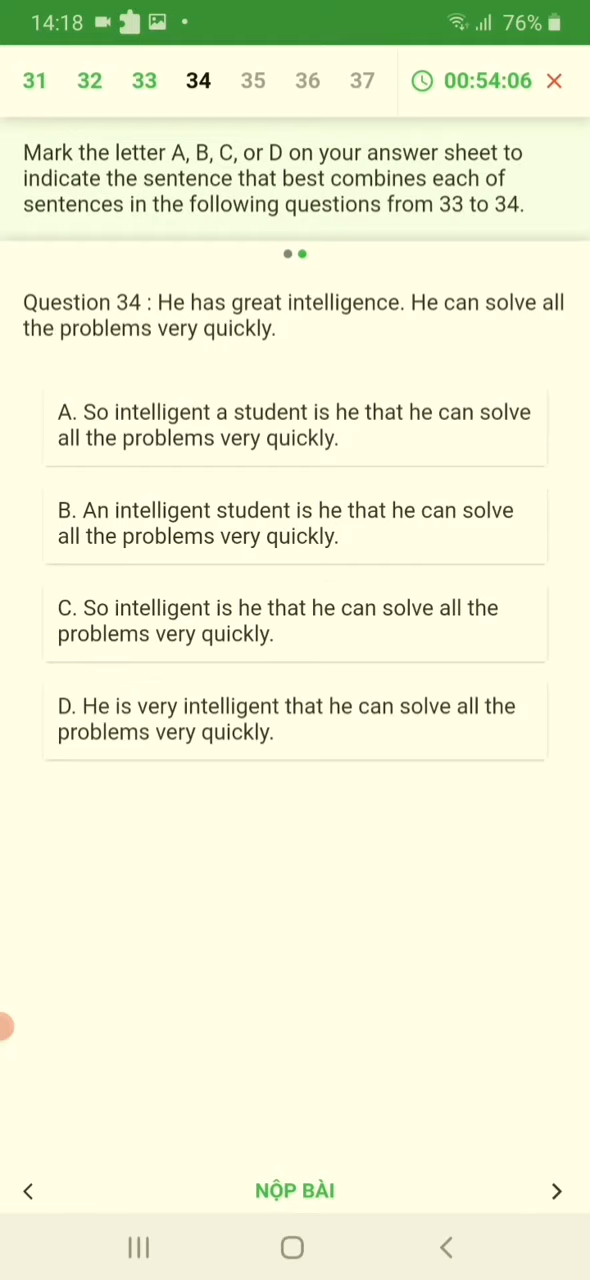 14:18
76%
31 32 33 34 35 36 37 00:54:06
Mark the letter A, B, C, or D on your answer sheet to
indicate the sentence that best combines each of
sentences in the following questions from 33 to 34.
Question 34 : He has great intelligence. He can solve all
the problems very quickly.
A. So intelligent a student is he that he can solve
all the problems very quickly.
B. An intelligent student is he that he can solve
all the problems very quickly.
C. So intelligent is he that he can solve all the
problems very quickly.
D. He is very intelligent that he can solve all the
problems very quickly.
NỘP BÀI